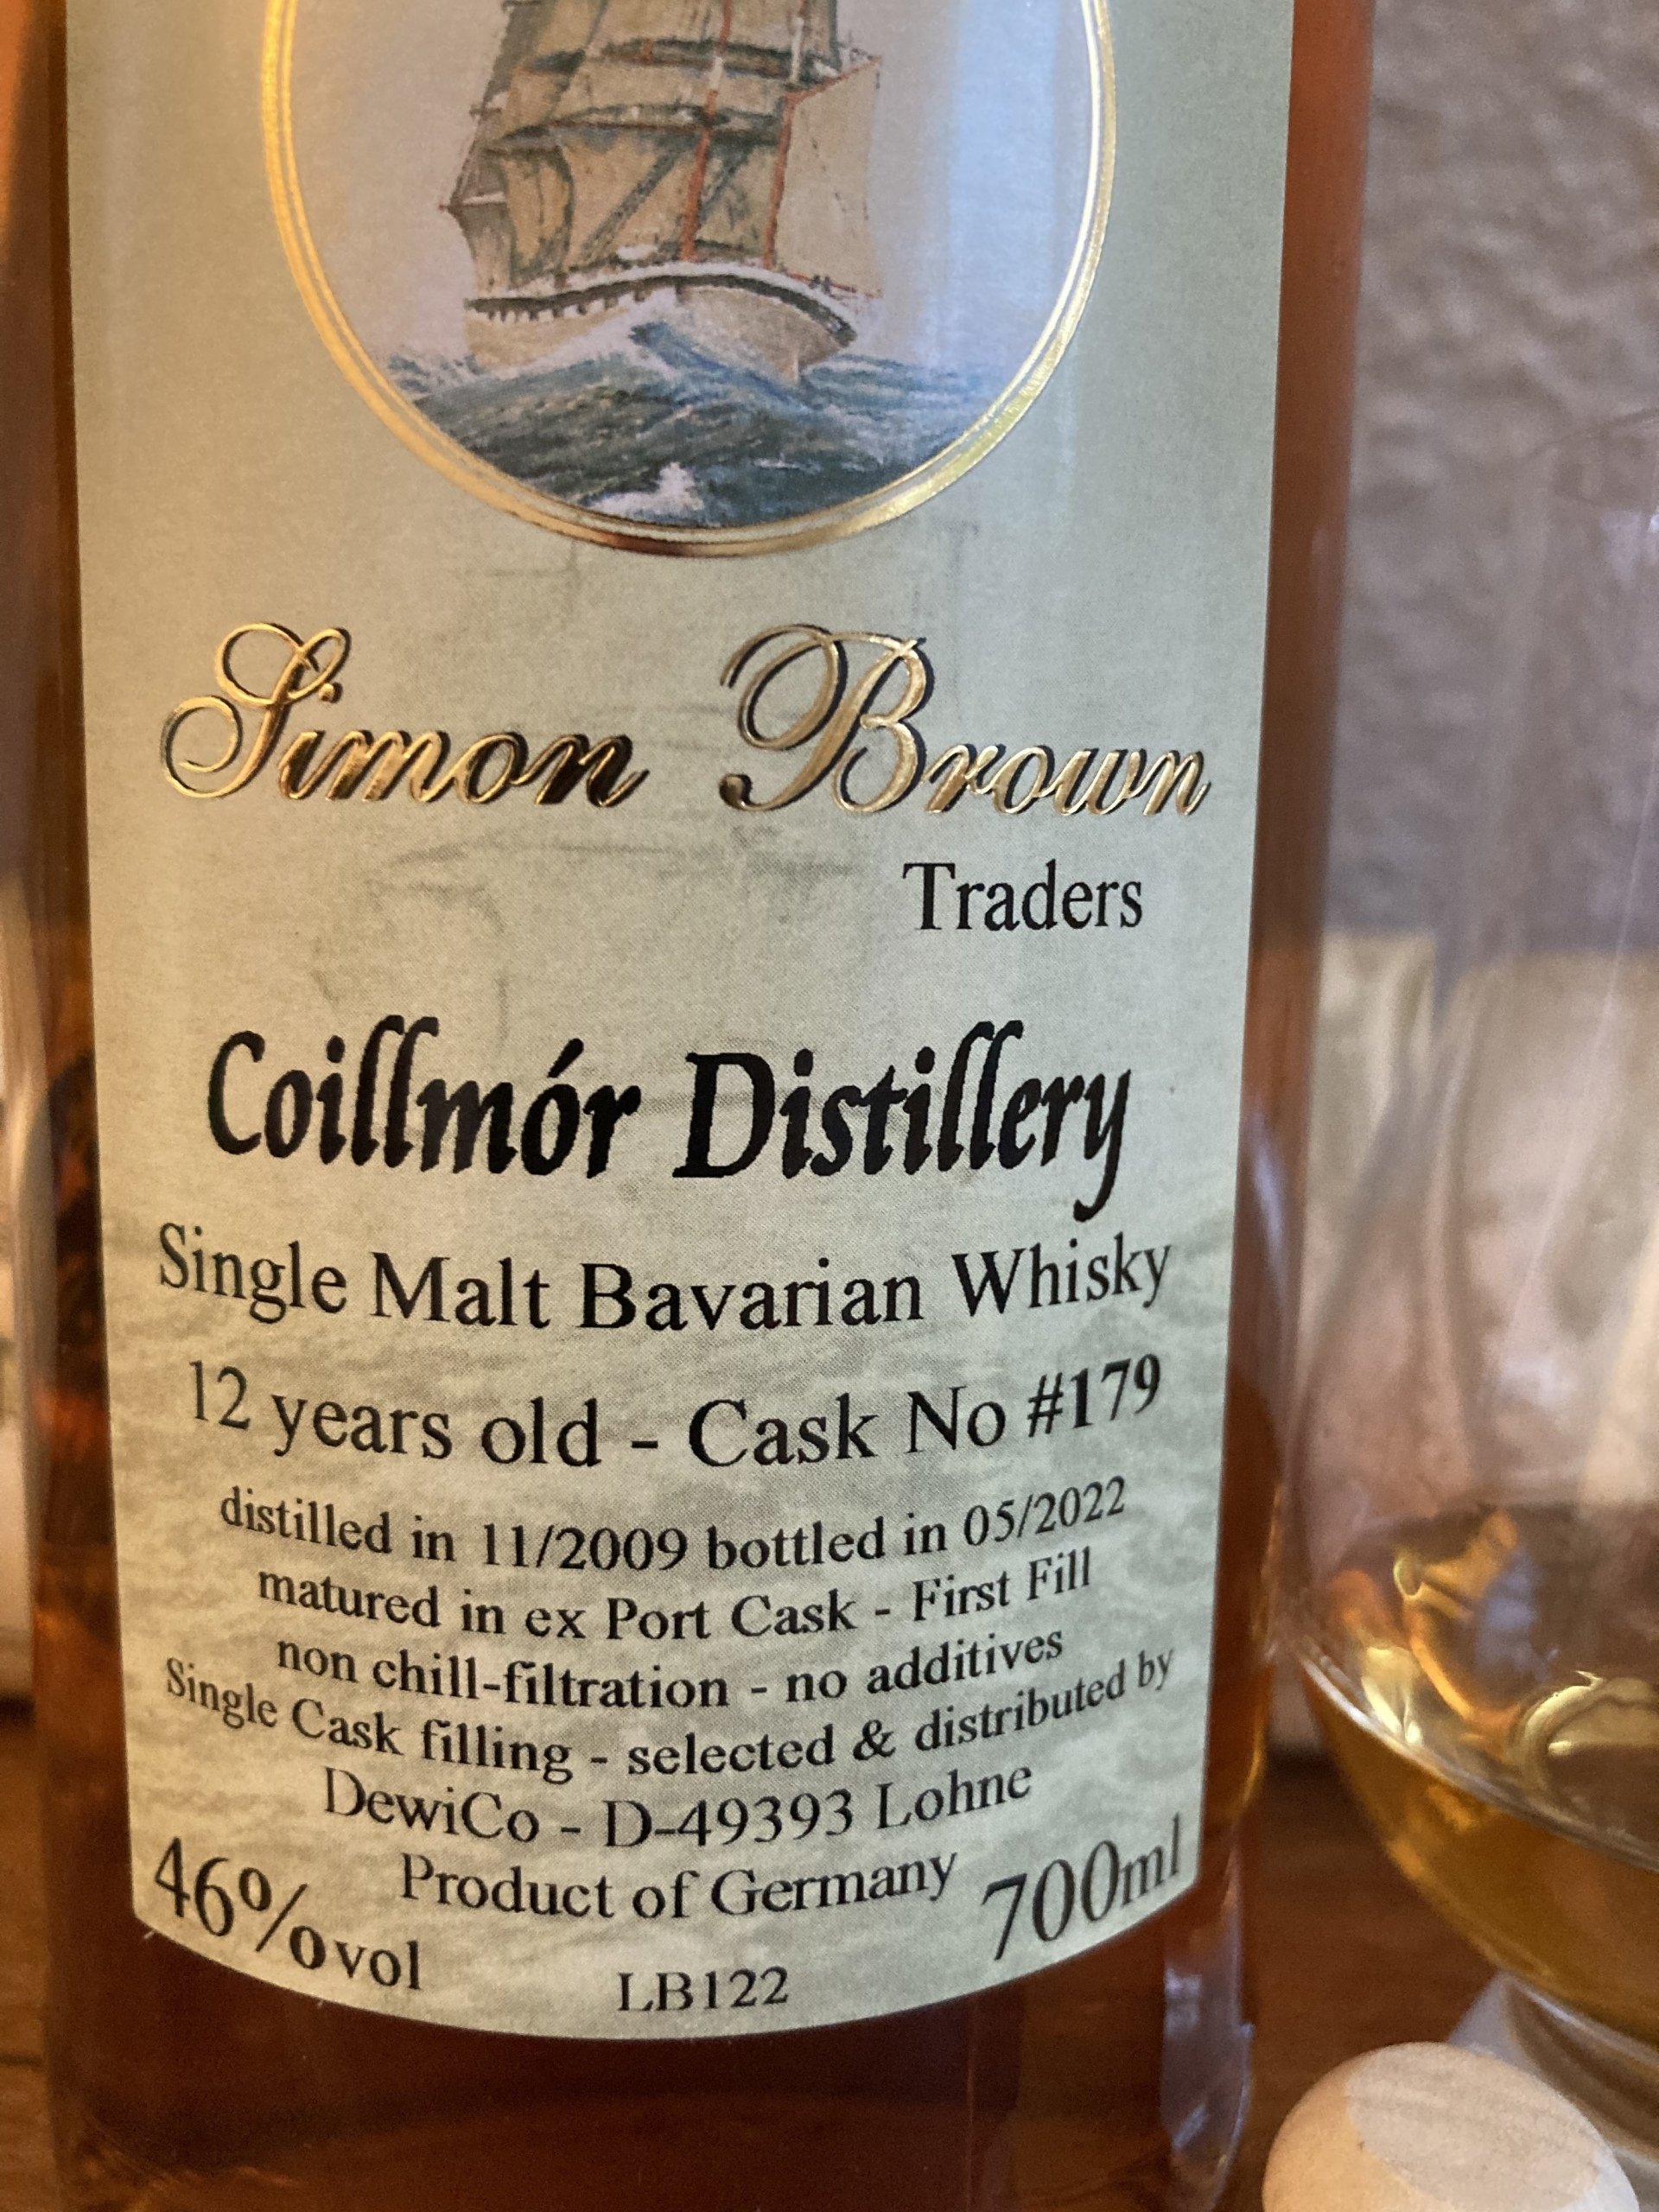 Simon Brown
Traders
Coillmór Distillery
Single Malt Bavarian Whisky
12 years old - Cask No #179
distilled in 11/2009 bottled in 05/2022
matured in ex Port Cask - First Fill
non chill-filtration - no additives
Single Cask filling - selected & distributed by
DewiCo - D-49393 Lohne
Product of Germany
46%vol
700ml
LB122